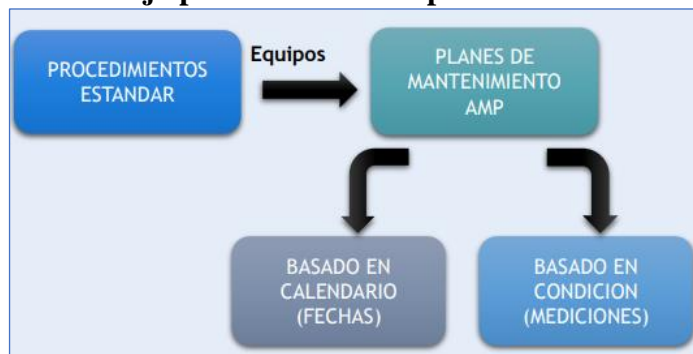 PROCEDIMIENTOS
ESTANDAR
Equipos
PLANES DE
MANTENIMIENTO
AMP
BASADO EN
CALENDARIO
(FECHAS)
BASADO EN
CONDICION
(MEDICIONES)